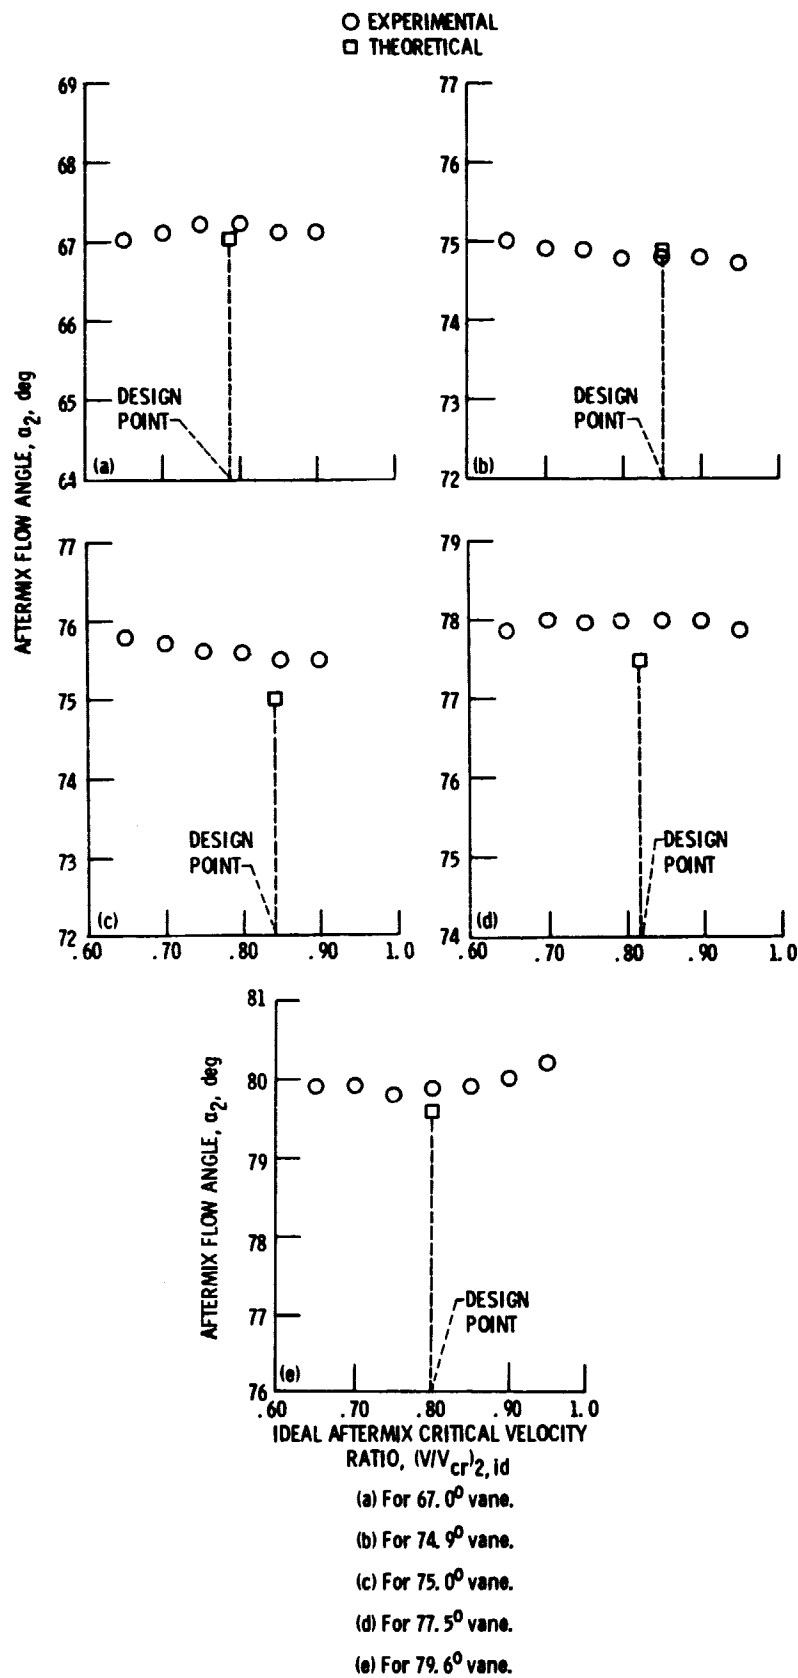 ○ EXPERIMENTAL
□ THEORETICAL
AFTERMIX FLOW ANGLE, α2, deg
69
68
67
66
65
64
(a)
DESIGN
POINT
77
76
75
74
73
72
(b)
DESIGN
POINT
77
76
75
74
73
72
(c)
DESIGN
POINT
.60 .70 .80 .90 1.0
79
78
77
76
75
74
(d)
DESIGN
POINT
.60 .70 .80 .90 1.0
AFTERMIX FLOW ANGLE, α2, deg
81
80
79
78
77
76
(e)
DESIGN
POINT
.60 .70 .80 .90 1.0
IDEAL AFTERMIX CRITICAL VELOCITY
RATIO, (V/Vcr)2, id
(a) For 67.0° vane.
(b) For 74.9° vane.
(c) For 75.0° vane.
(d) For 77.5° vane.
(e) For 79.6° vane.